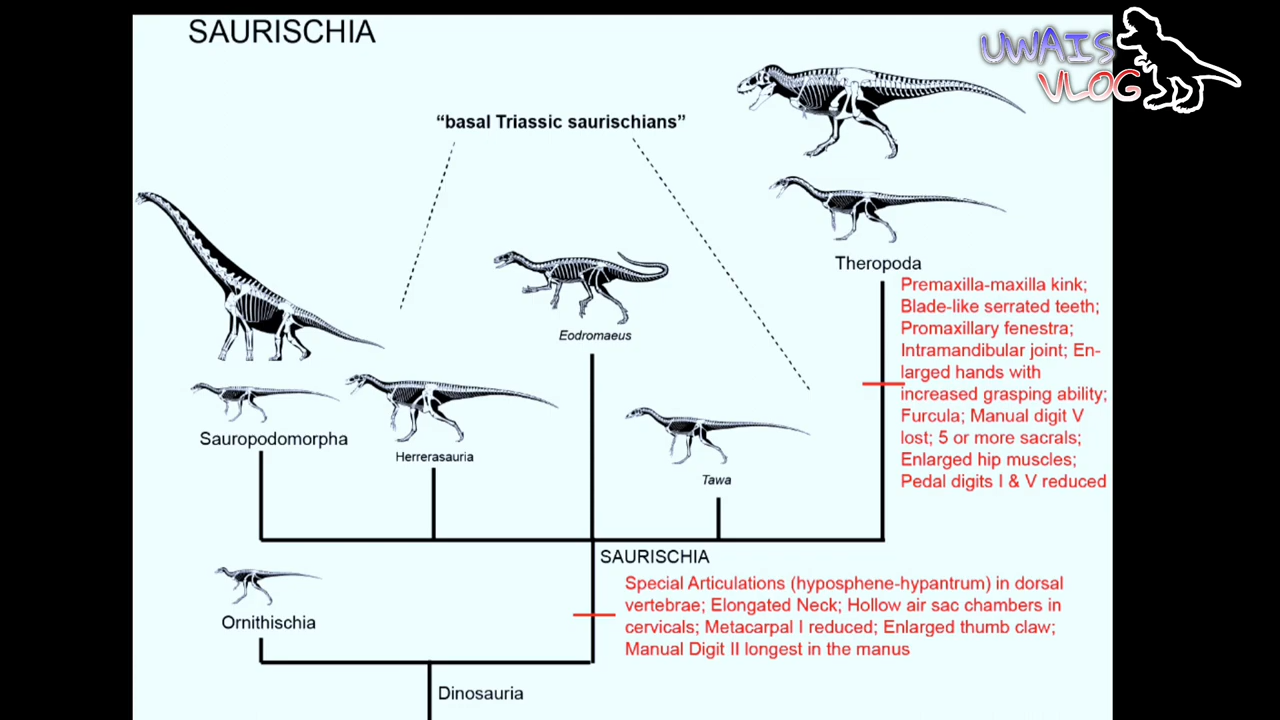 SAURISCHIA
UWAIS
VLOG
“basal Triassic saurischians”
Theropoda
Premaxilla-maxilla kink;
Blade-like serrated teeth;
Promaxillary fenestra;
Intramandibular joint; En-
larged hands with
increased grasping ability;
Furcula; Manual digit V
lost; 5 or more sacrals;
Enlarged hip muscles;
Pedal digits I & V reduced
Eodromaeus
Sauropodomorpha
Herrerasauria
Tawa
SAURISCHIA
Special Articulations (hyposphene-hypantrum) in dorsal
vertebrae; Elongated Neck; Hollow air sac chambers in
cervicals; Metacarpal I reduced; Enlarged thumb claw;
Manual Digit II longest in the manus
Ornithischia
Dinosauria